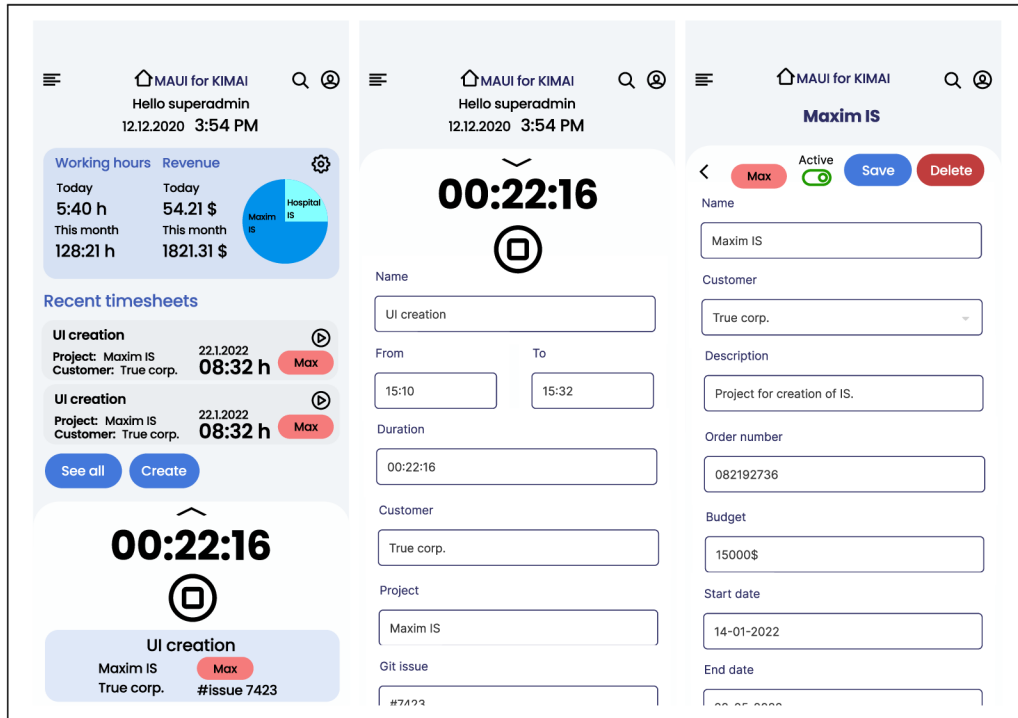 MAUI for KIMAI
Hello superadmin
12.12.2020 3:54 PM
Working hours Revenue
Today Today
5:40 h 54.21 $
This month This month
128:21 h 1821.31 $
Maxim IS
Hospital IS
Recent timesheets
UI creation
Project: Maxim IS
Customer: True corp.
22.1.2022
08:32 h
Max
UI creation
Project: Maxim IS
Customer: True corp.
22.1.2022
08:32 h
Max
See all Create
00:22:16
UI creation
Maxim IS Max
True corp. #issue 7423
MAUI for KIMAI
Hello superadmin
12.12.2020 3:54 PM
00:22:16
Name
UI creation
From To
15:10 15:32
Duration
00:22:16
Customer
True corp.
Project
Maxim IS
Git issue
#7423
MAUI for KIMAI
Maxim IS
Max Active Save Delete
Name
Maxim IS
Customer
True corp.
Description
Project for creation of IS.
Order number
082192736
Budget
15000$
Start date
14-01-2022
End date